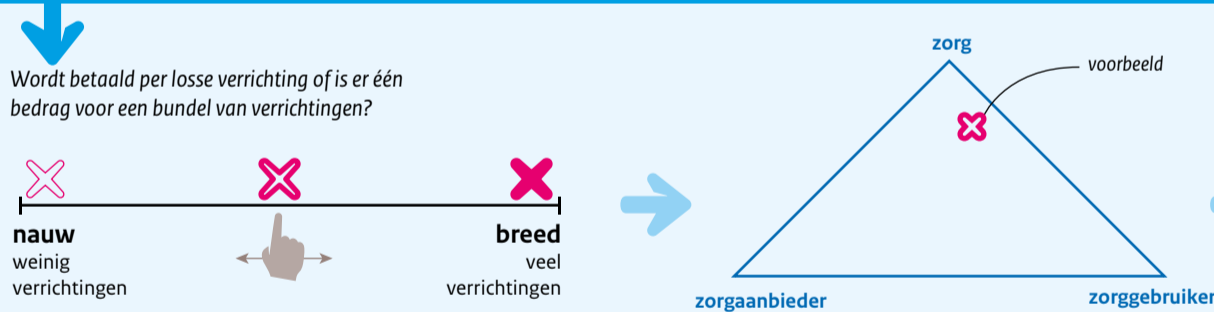 Wordt betaald per losse verrichting of is er één
bedrag voor een bundel van verrichtingen?
nauw
weinig
verrichtingen
breed
veel
verrichtingen
zorg
voorbeeld
zorgaanbieder
zorggebruiker